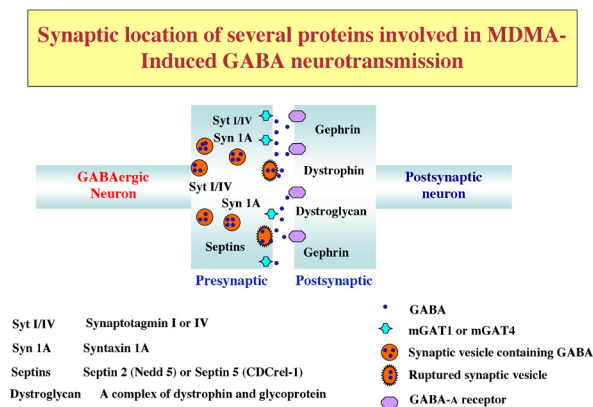 Synaptic location of several proteins involved in MDMA-
Induced GABA neurotransmission
Syt I/IV
Syn 1A
Gephrin
GABAergic
Neuron
Dystrophin
Postsynaptic
neuron
Syt I/IV
Syn 1A
Dystroglycan
Septins
Gephrin
Presynaptic
Postsynaptic
Syt I/IV Synaptotagmin I or IV
Syn 1A Syntaxin 1A
Septins Septin 2 (Nedd 5) or Septin 5 (CDCrel-1)
Dystroglycan A complex of dystrophin and glycoprotein
GABA
mGAT1 or mGAT4
Synaptic vesicle containing GABA
Ruptured synaptic vesicle
GABA-A receptor